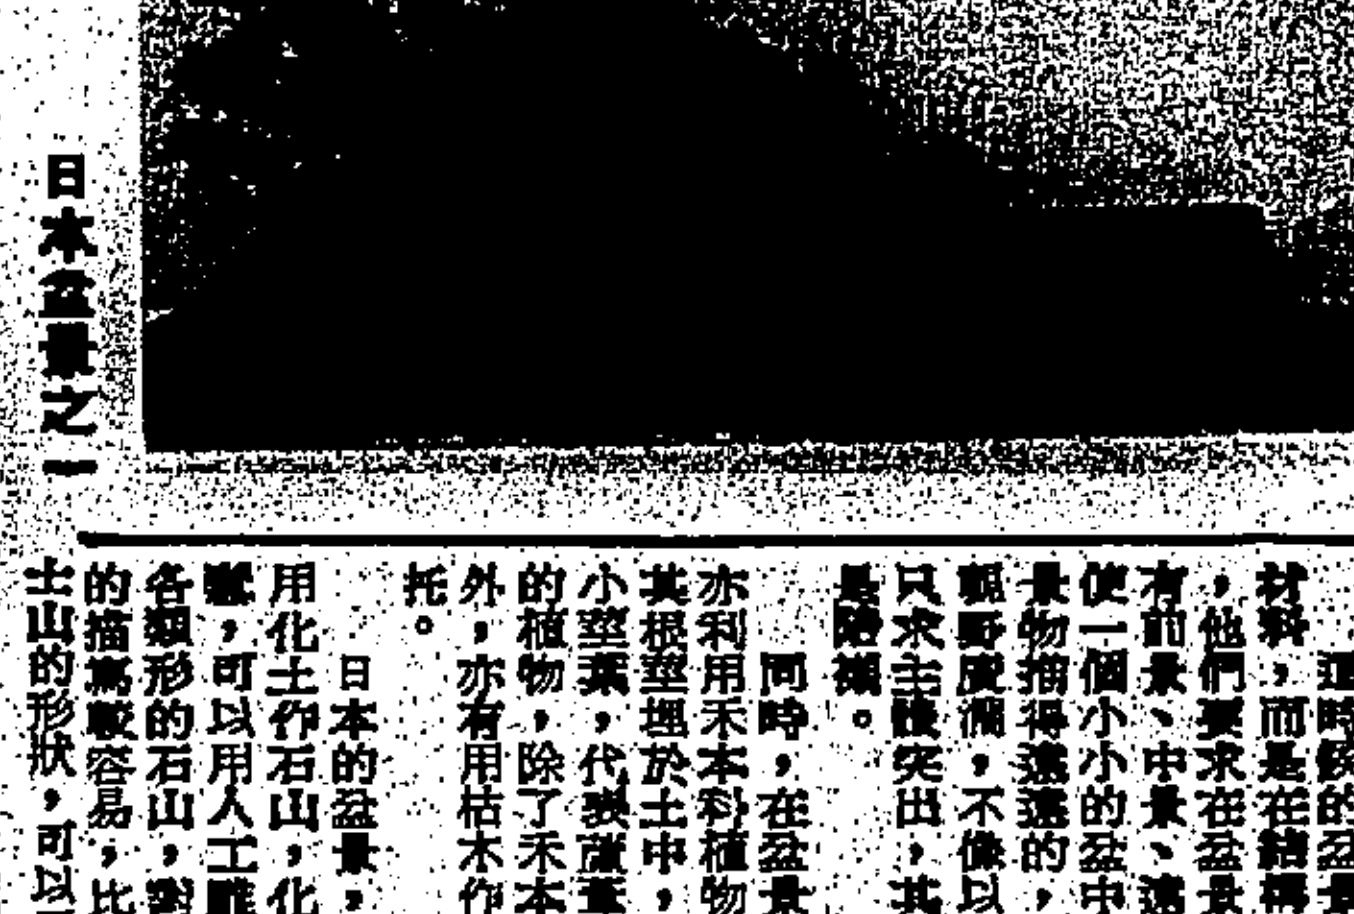 日本盆景之一
這時候的盆景
材料，而是在結構
，他們要求在盆景
有前景、中景、遠
使一個小小的盆中
景物描得遠遠的，
視野廣濶，不像以
只求主體突出，其
是陪襯。
同時，在盆景
亦利用禾本科植物
其根莖埋於土中，
小莖葉，代表蘆葦
的植物，除了禾本
外，亦有用枯木作
托。
日本的盆景，
用化土作石山，化
，可以用人工雕
各類形的石山，對
的描寫較容易，比
士山的形狀，可以